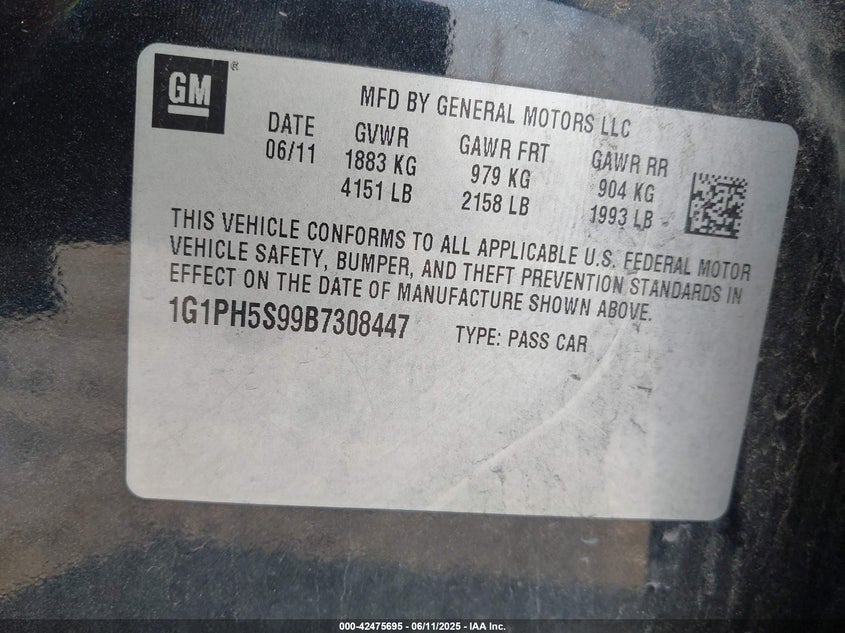 GM ®
MFD BY GENERAL MOTORS LLC
DATE GVWR GAWR FRT GAWR RR
06/11 1883 KG 979 KG 904 KG
4151 LB 2158 LB 1993 LB
THIS VEHICLE CONFORMS TO ALL APPLICABLE U.S. FEDERAL MOTOR
VEHICLE SAFETY, BUMPER, AND THEFT PREVENTION STANDARDS IN
EFFECT ON THE DATE OF MANUFACTURE SHOWN ABOVE.
1G1PH5S99B7308447 TYPE: PASS CAR
000-42475695 - 06/11/2025 - IAA Inc.